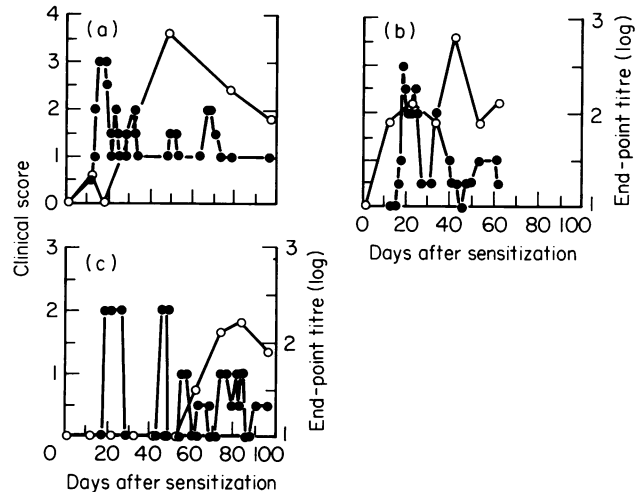 (a)
4
3
2
1
0
Clinical score
(b)
3
2
1
End-point titre (log)
0 20 40 60 80 100
Days after sensitization
(c)
3
2
1
0
3
2
1
End-point titre (log)
0 20 40 60 80 100
Days after sensitization